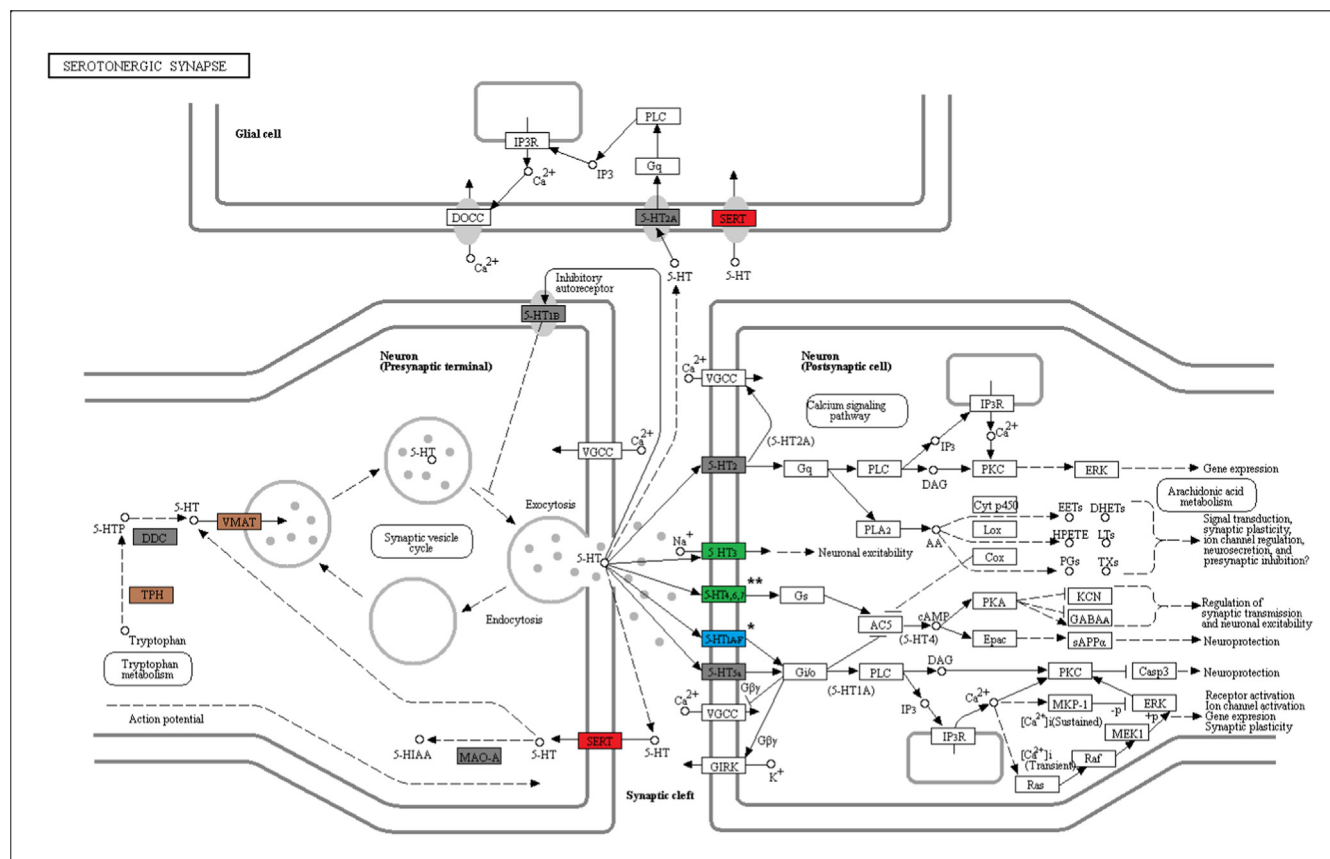 SEROTONERGIC SYNAPSE
Glial cell
IP3R
PLC
Ca2+
IP3
Gq
DOCC
5-HT2A
SERT
Ca2+
5-HT
5-HT
Inhibitory
autoreceptor
5-HT1B
Neuron
(Presynaptic terminal)
5-HT
VGCC
Ca2+
Exocytosis
Synaptic vesicle
cycle
5-HT
5-HTP
5-HT
VMAT
DDC
TPH
Tryptophan
Tryptophan
metabolism
Endocytosis
Action potential
5-HIAA
MAO-A
5-HT
SERT
5-HT
Synaptic cleft
Neuron
(Postsynaptic cell)
Ca2+
VGCC
Calcium signaling
pathway
IP3R
(5-HT2A)
IP3
Ca2+
5-HT2
Gq
PLC
DAG
PKC
ERK
Gene expression
PLA2
AA
Cyt p450
Lox
Cox
EETs
DHETs
HPETE
LTs
PGs
TXs
Arachidonic acid
metabolism
Signal transduction,
synaptic plasticity,
ion channel regulation,
neurosecretion, and
presynaptic inhibition?
Na+
5-HT3
Neuronal excitability
5-HT4,6,7
**
Gs
AC5
cAMP
(5-HT4)
PKA
KCN
GABAA
Regulation of
synaptic transmission
and neuronal excitability
Epac
sAPPα
Neuroprotection
5-HT1A-F
*
5-HT5a
Gi/o
PLC
(5-HT1A)
DAG
PKC
Casp3
Neuroprotection
Gβγ
Ca2+
VGCC
Gβγ
GIRK
K+
IP3
IP3R
Ca2+
MKP-1
-p
ERK
+p
[Ca2+]i(Sustained)
MEK1
[Ca2+]i
(Transient)
Raf
Ras
Receptor activation
Ion channel activation
Gene expresion
Synaptic plasticity